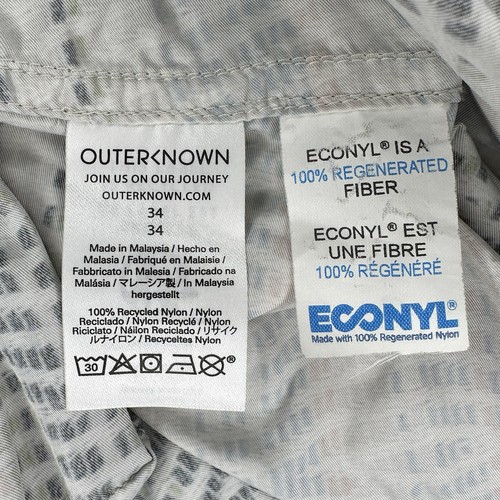 OUTERKNOWN
JOIN US ON OUR JOURNEY
OUTERKNOWN.COM
34
34
Made in Malaysia / Hecho en
Malasia / Fabriqué en Malaisie /
Fabbricato in Malesia / Fabricado na
Malásia / マレーシア製 / In Malaysia
hergestellt
100% Recycled Nylon / Nylon
Reciclado / Nylon Recyclé / Nylon
Riciclato / Náilon Reciclado / リサイク
ルナイロン / Recyceltes Nylon
30
ECONYL® IS A
100% REGENERATED
FIBER
ECONYL® EST
UNE FIBRE
100% RÉGÉNÉRÉ
ECONYL®
Made with 100% Regenerated Nylon